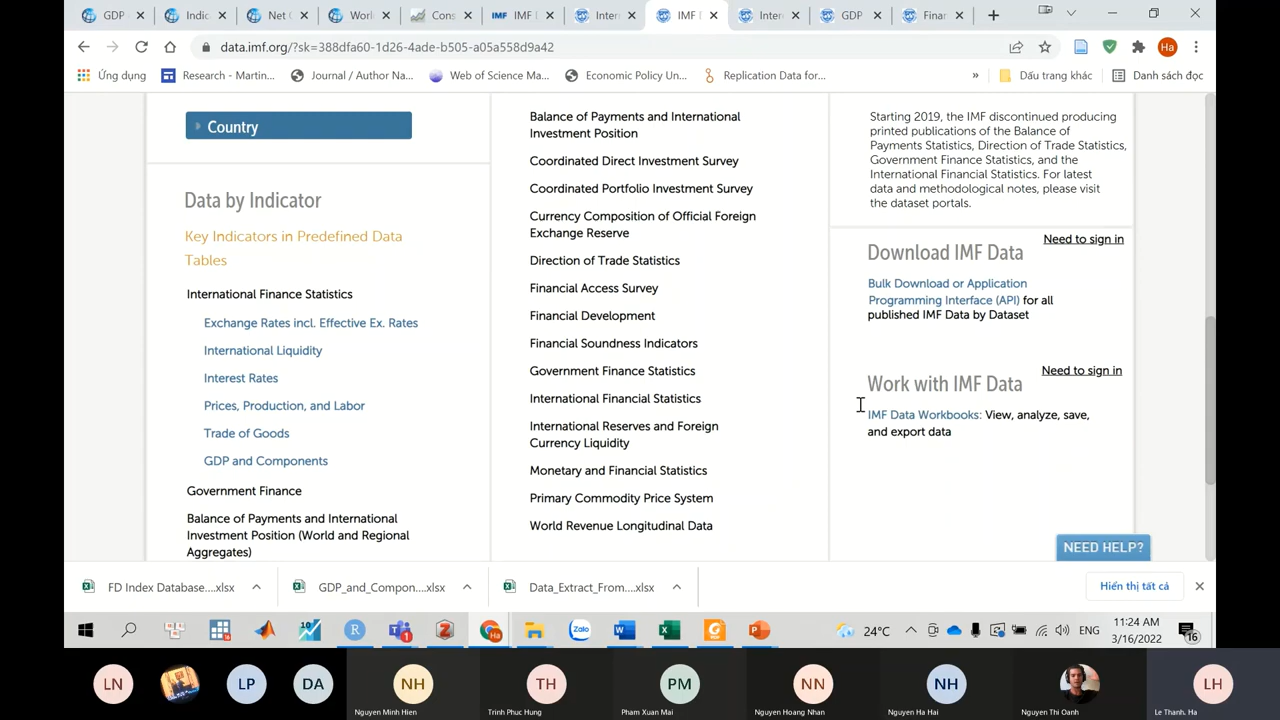 GDP
Indic
Net C
World
Cons
IMF IMF D
Intern
IMF D
Intere
GDP
Finan
data.imf.org/?sk=388dfa60-1d26-4ade-b505-a05a558d9a42
Ha
Ứng dụng
Research - Martin...
Journal / Author Na...
Web of Science Ma...
Economic Policy Un...
Replication Data for...
»
Dấu trang khác
Danh sách đọc
Country
Data by Indicator
Key Indicators in Predefined Data
Tables
International Finance Statistics
Exchange Rates incl. Effective Ex. Rates
International Liquidity
Interest Rates
Prices, Production, and Labor
Trade of Goods
GDP and Components
Government Finance
Balance of Payments and International
Investment Position (World and Regional
Aggregates)
Balance of Payments and International
Investment Position
Coordinated Direct Investment Survey
Coordinated Portfolio Investment Survey
Currency Composition of Official Foreign
Exchange Reserve
Direction of Trade Statistics
Financial Access Survey
Financial Development
Financial Soundness Indicators
Government Finance Statistics
International Financial Statistics
International Reserves and Foreign
Currency Liquidity
Monetary and Financial Statistics
Primary Commodity Price System
World Revenue Longitudinal Data
Starting 2019, the IMF discontinued producing
printed publications of the Balance of
Payments Statistics, Direction of Trade Statistics,
Government Finance Statistics, and the
International Financial Statistics. For latest
data and methodological notes, please visit
the dataset portals.
Need to sign in
Download IMF Data
Bulk Download or Application
Programming Interface (API) for all
published IMF Data by Dataset
Need to sign in
Work with IMF Data
IMF Data Workbooks: View, analyze, save,
and export data
NEED HELP?
FD Index Database....xlsx
GDP_and_Compon....xlsx
Data_Extract_From....xlsx
Hiển thị tất cả
24°C
ENG
11:24 AM
3/16/2022
16
LN
LP
DA
NH
TH
PM
NN
NH
LH
Nguyen Minh Hien
Trinh Phuc Hung
Pham Xuan Mai
Nguyen Hoang Nhan
Nguyen Ha Hai
Nguyen Thi Oanh
Le Thanh, Ha